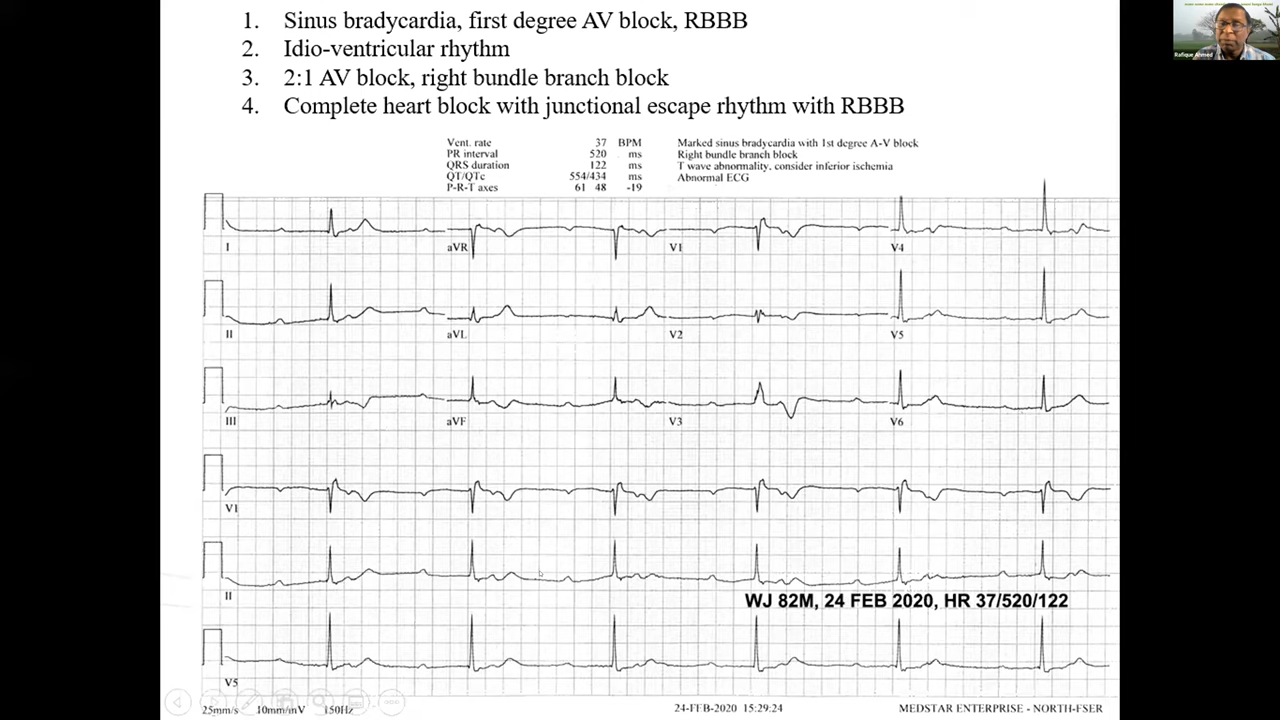 1. Sinus bradycardia, first degree AV block, RBBB
2. Idio-ventricular rhythm
3. 2:1 AV block, right bundle branch block
4. Complete heart block with junctional escape rhythm with RBBB
Rafique Ahmed
Vent. rate 37 BPM
PR interval 520 ms
QRS duration 122 ms
QT/QTc 554/434 ms
P-R-T axes 61 48 -19
Marked sinus bradycardia with 1st degree A-V block
Right bundle branch block
T wave abnormality, consider inferior ischemia
Abnormal ECG
I aVR V1 V4
II aVL V2 V5
III aVF V3 V6
V1
II
WJ 82M, 24 FEB 2020, HR 37/520/122
V5
25mm/s 10mm/mV 150Hz 24-FEB-2020 15:29:24 MEDSTAR ENTERPRISE - NORTH-FSER